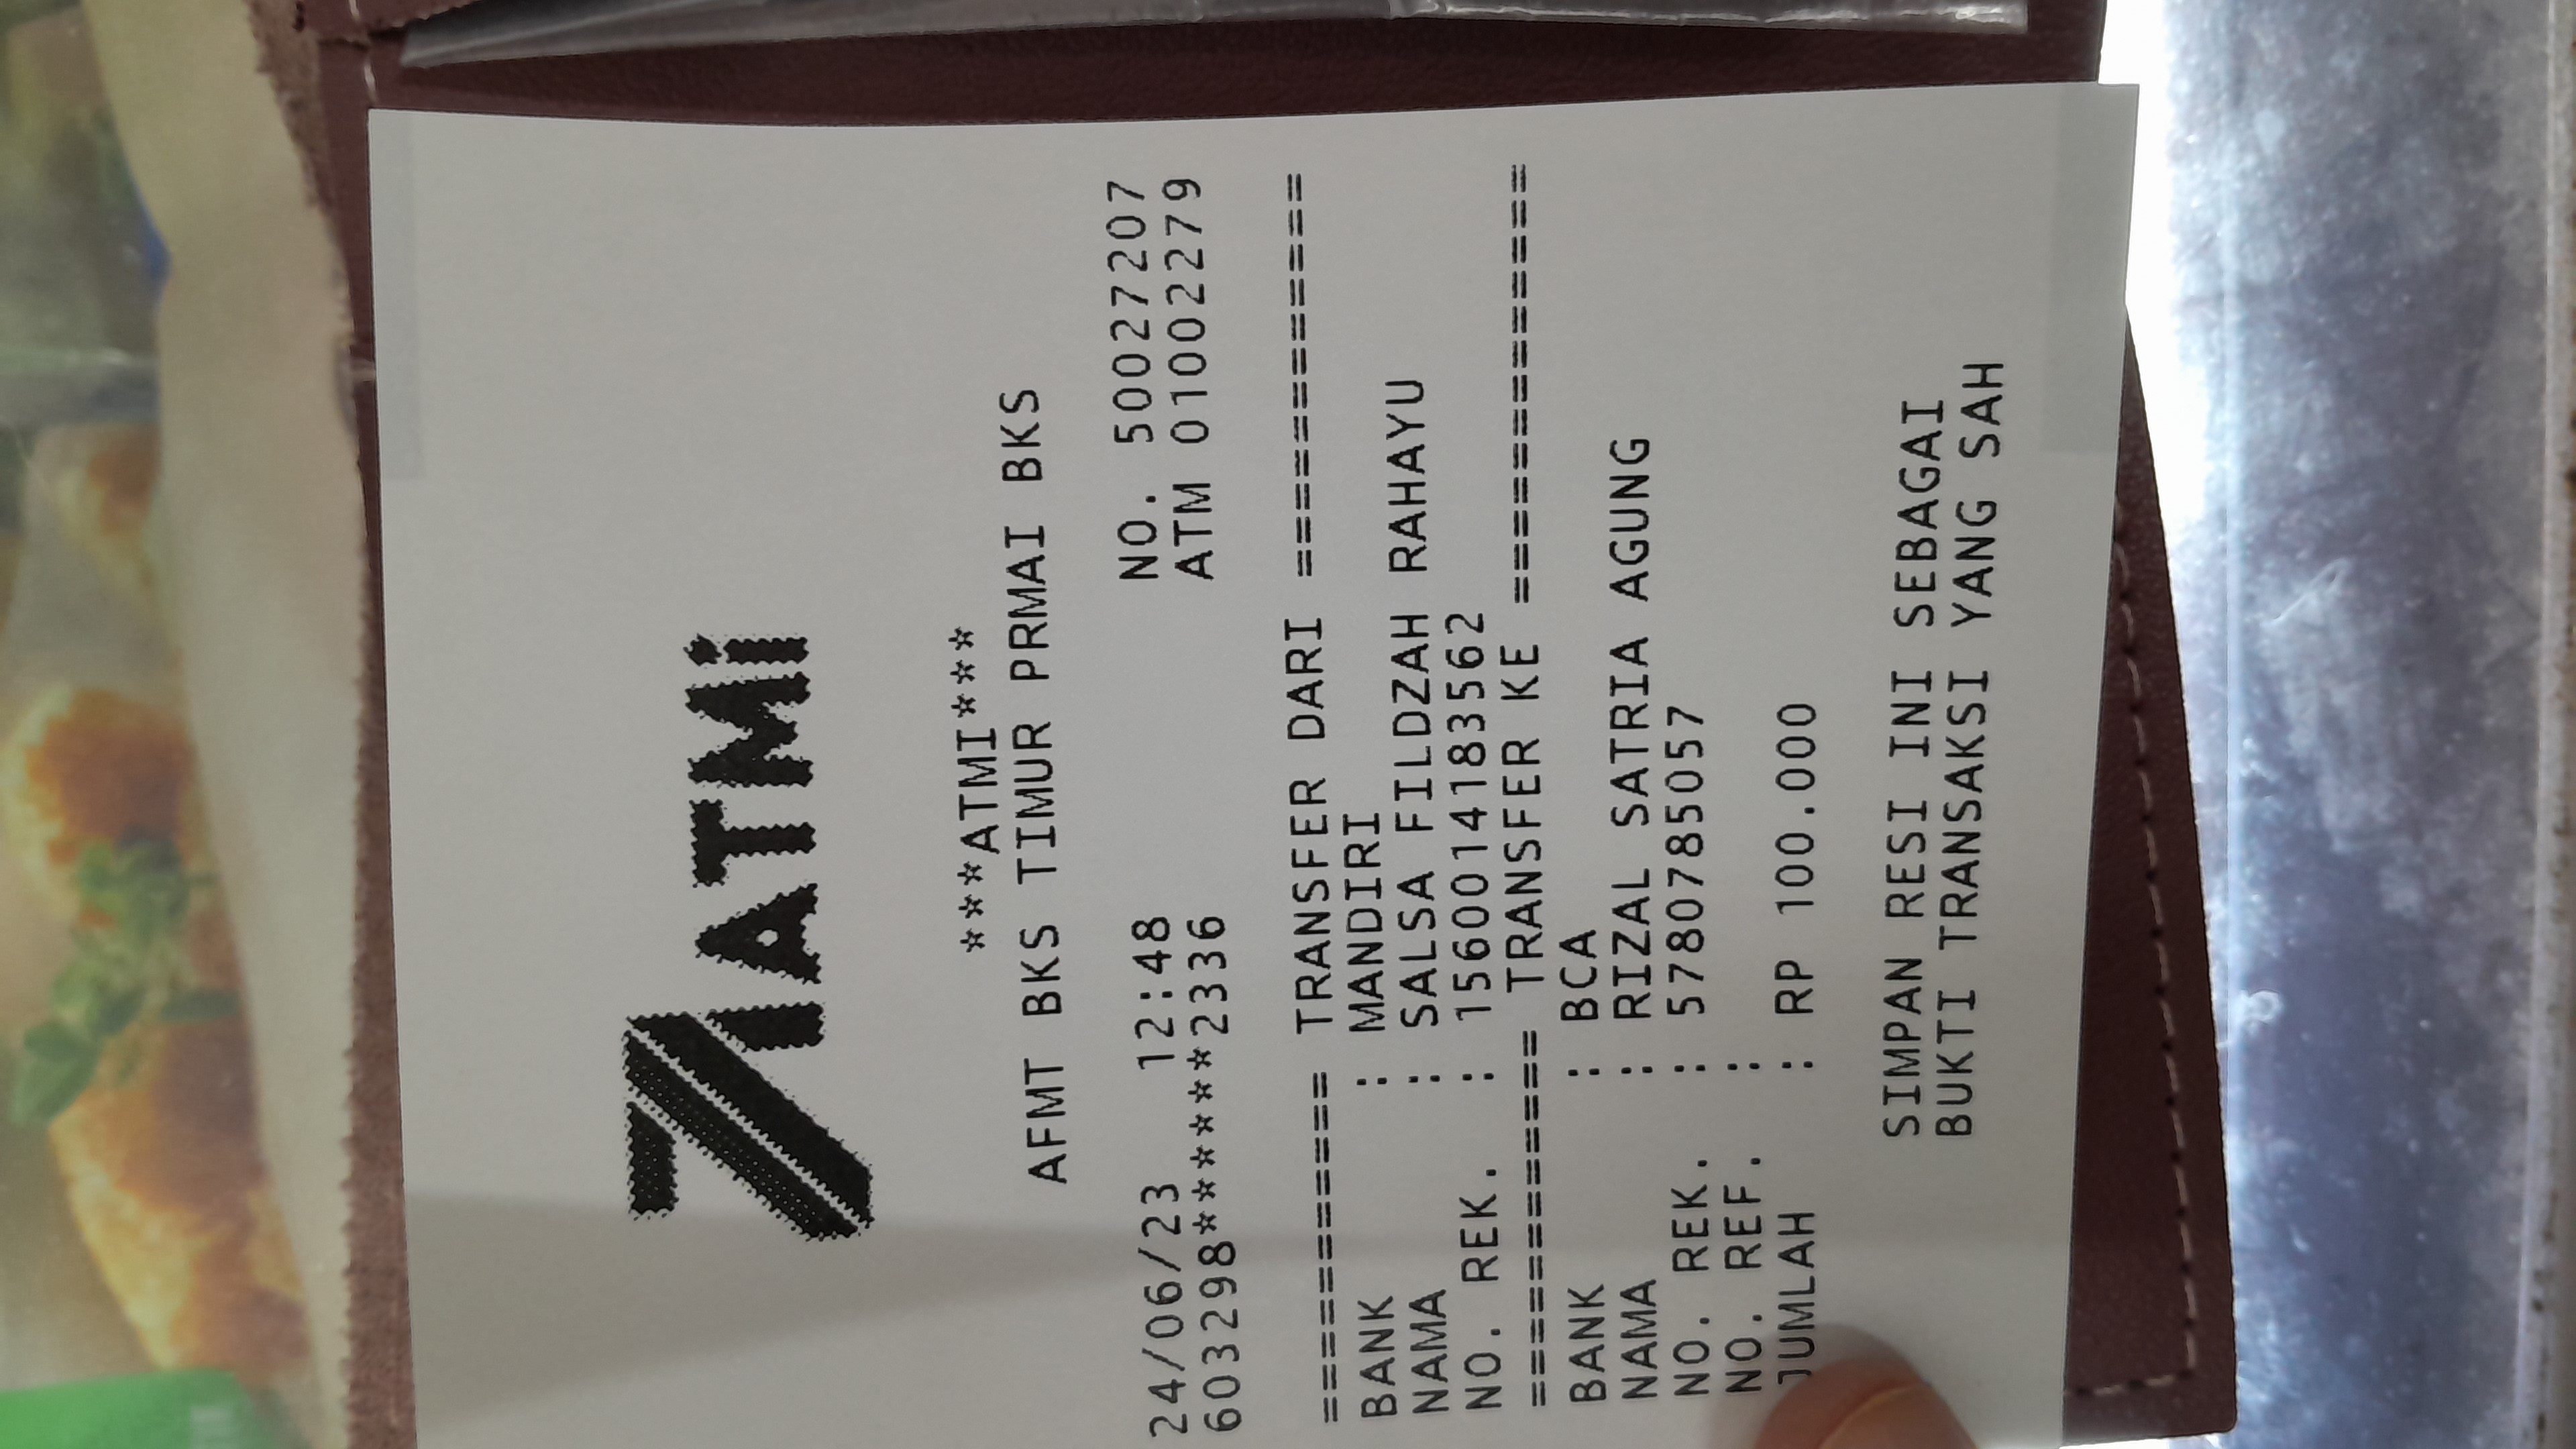 ATMi
***ATMI***
AFMT BKS TIMUR PRMAI BKS
24/06/23 12:48 NO. 50027207
603298********2336 ATM 01002279
========== TRANSFER DARI ============
BANK : MANDIRI
NAMA : SALSA FILDZAH RAHAYU
NO. REK. : 1560014183562
=========== TRANSFER KE =============
BANK : BCA
NAMA : RIZAL SATRIA AGUNG
NO. REK. : 5780785057
NO. REF. :
JUMLAH : RP 100.000
SIMPAN RESI INI SEBAGAI
BUKTI TRANSAKSI YANG SAH